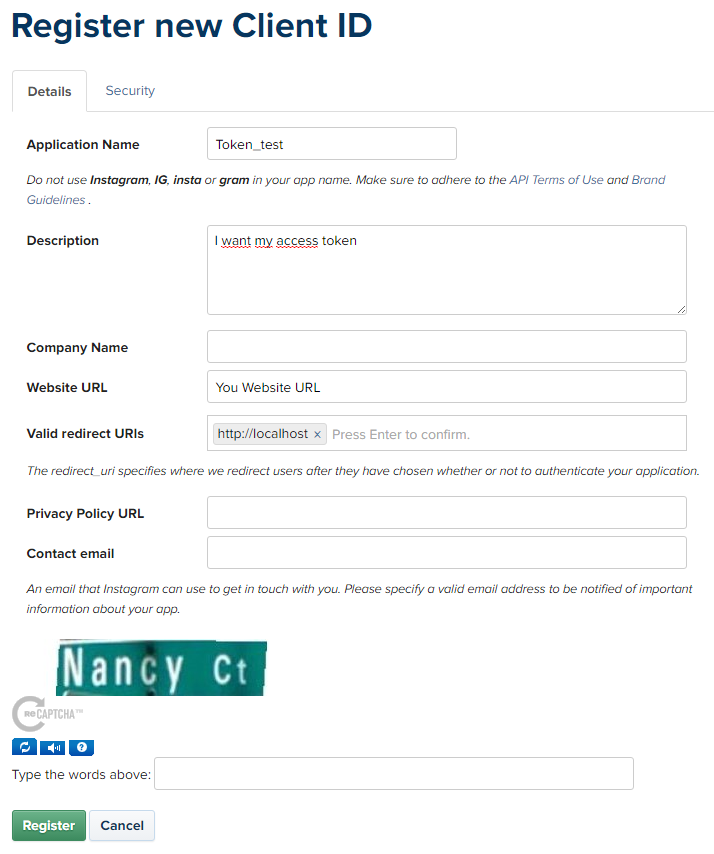 Register new Client ID
Details
Security
Application Name
Token_test
Do not use Instagram, IG, insta or gram in your app name. Make sure to adhere to the API Terms of Use and Brand
Guidelines .
Description
I want my access token
Company Name
Website URL
You Website URL
Valid redirect URIs
http://localhost ×
Press Enter to confirm.
The redirect_uri specifies where we redirect users after they have chosen whether or not to authenticate your application.
Privacy Policy URL
Contact email
An email that Instagram can use to get in touch with you. Please specify a valid email address to be notified of important
information about your app.
Nancy Ct
reCAPTCHA™
?
Type the words above:
Register
Cancel